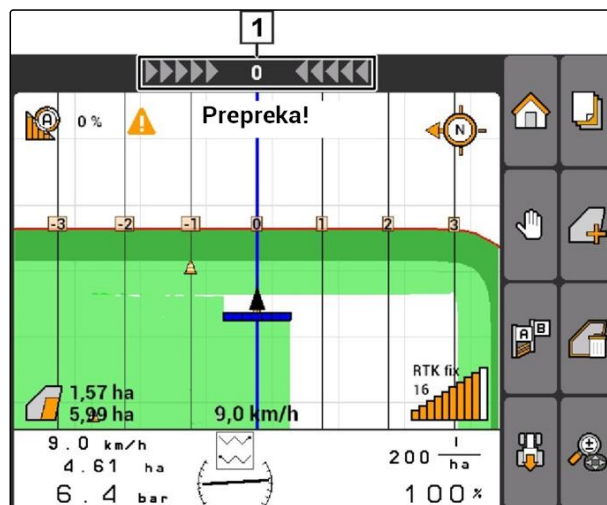 1
0
0 %
Prepreka!
N
-3 -2 -1 0 1 2 3
A B
RTK fix
16
1,57 ha
5,99 ha
9,0 km/h
9.0 km/h
4.61 ha
6.4 bar
200 l/ha
100 %